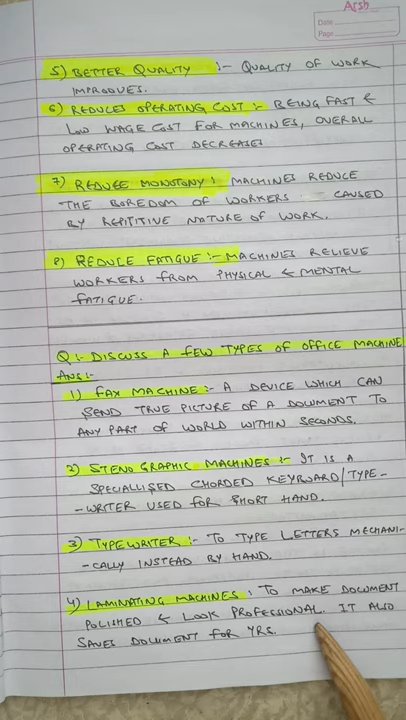 Arsh
Date
Page
5) BETTER QUALITY :- QUALITY OF WORK
IMPROVES.
6) REDUCES OPERATING COST :- BEING FAST &
LOW WAGE COST FOR MACHINES, OVERALL
OPERATING COST DECREASES
7) REDUCE MONOTONY : MACHINES REDUCE
THE BOREDOM OF WORKERS CAUSED
BY REPITITIVE NATURE OF WORK.
8) REDUCE FATIGUE :- MACHINES RELIEVE
WORKERS FROM PHYSICAL & MENTAL
FATIGUE.
Q1. DISCUSS A FEW TYPES OF OFFICE MACHINE
ANS:-
1) FAX MACHINE :- A DEVICE WHICH CAN
SEND TRUE PICTURE OF A DOCUMENT TO
ANY PART OF WORLD WITHIN SECONDS.
2) STENO GRAPHIC MACHINES :- IT IS A
SPECIALLISED CHORDED KEYBOARD/TYPE-
-WRITER USED FOR SHORT HAND.
3) TYPEWRITER :- TO TYPE LETTERS MECHANI-
-CALLY INSTEAD BY HAND.
4) LAMINATING MACHINES : TO MAKE DOCUMENT
POLISHED & LOOK PROFESSIONAL. IT ALSO
SAVES DOCUMENT FOR YRS.